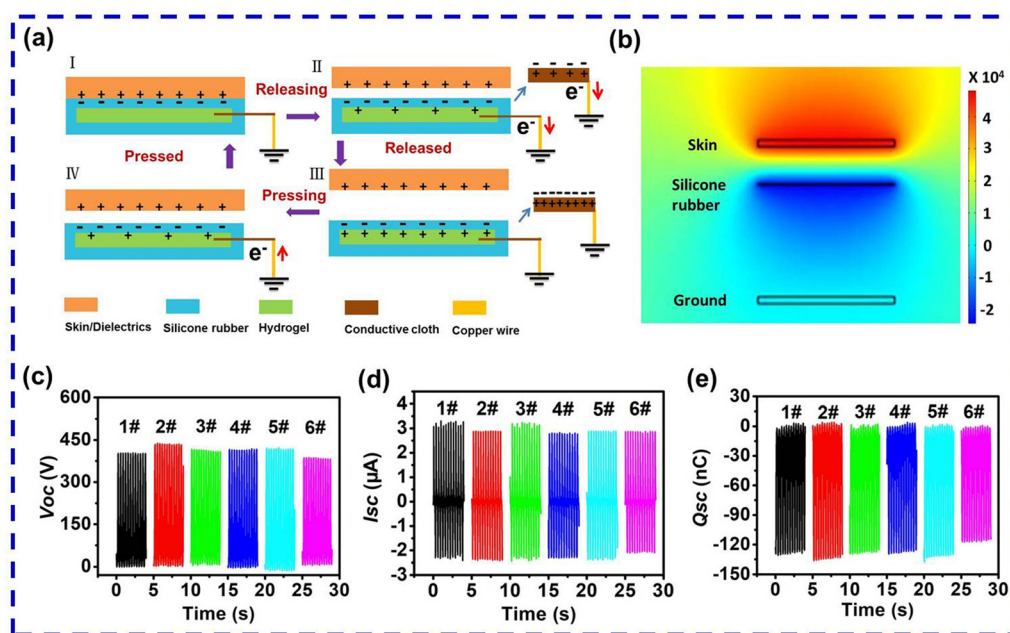 (a)
I
II
Releasing
e⁻
e⁻
Pressed
Released
IV
III
Pressing
e⁻
Skin/Dielectrics
Silicone rubber
Hydrogel
Conductive cloth
Copper wire
(b)
X 10⁴
Skin
Silicone
rubber
Ground
4
3
2
1
0
-1
-2
(c)
600
450
300
150
0
Voc (V)
1# 2# 3# 4# 5# 6#
0 5 10 15 20 25 30
Time (s)
(d)
4
3
2
1
0
-1
-2
-3
Isc (µA)
1# 2# 3# 4# 5# 6#
0 5 10 15 20 25 30
Time (s)
(e)
30
0
-30
-60
-90
-120
-150
Qsc (nC)
1# 2# 3# 4# 5# 6#
0 5 10 15 20 25 30
Time (s)